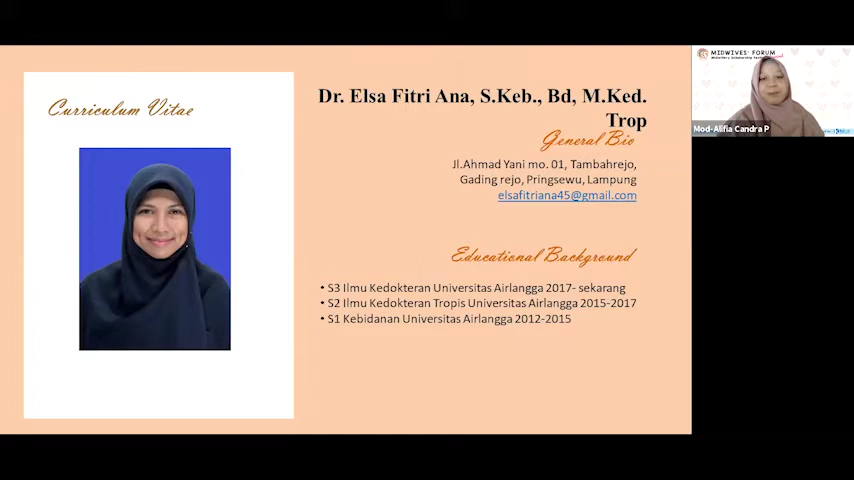 Curriculum Vitae
Dr. Elsa Fitri Ana, S.Keb., Bd, M.Ked.
Trop
General Bio
Jl.Ahmad Yani mo. 01, Tambahrejo,
Gading rejo, Pringsewu, Lampung
elsafitriana45@gmail.com
Educational Background
• S3 Ilmu Kedokteran Universitas Airlangga 2017- sekarang
• S2 Ilmu Kedokteran Tropis Universitas Airlangga 2015-2017
• S1 Kebidanan Universitas Airlangga 2012-2015
MIDWIVES' FORUM
Mod-Alifia Candra P